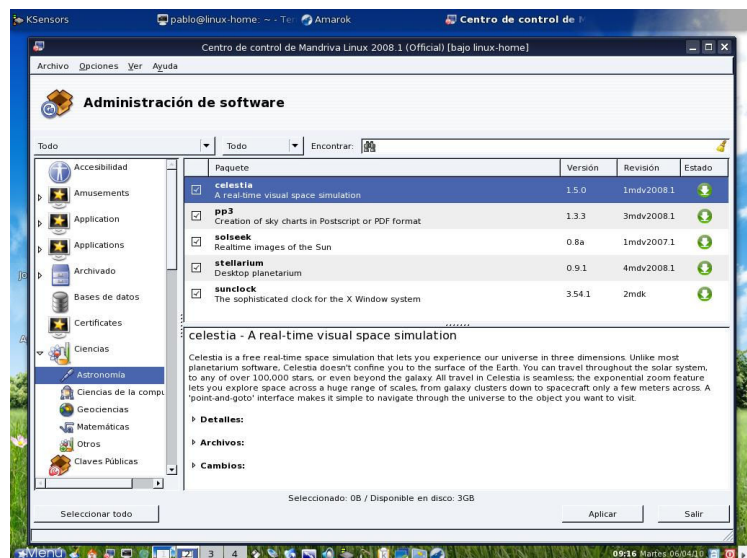 KSensors
pablo@linux-home: ~ - Ter
Amarok
Centro de control de M
Centro de control de Mandriva Linux 2008.1 (Official) [bajo linux-home]
Archivo Opciones Ver Ayuda
Administración de software
Todo
Todo
Encontrar:
Accesibilidad
Amusements
Application
Applications
Archivado
Bases de datos
Certificates
Ciencias
Astronomía
Ciencias de la compu
Geociencias
Matemáticas
Otros
Claves Públicas
Paquete Versión Revisión Estado
celestia 1.5.0 1mdv2008.1
A real-time visual space simulation
pp3 1.3.3 3mdv2008.1
Creation of sky charts in Postscript or PDF format
solseek 0.8a 1mdv2007.1
Realtime images of the Sun
stellarium 0.9.1 4mdv2008.1
Desktop planetarium
sunclock 3.54.1 2mdk
The sophisticated clock for the X Window system
celestia - A real-time visual space simulation
Celestia is a free real-time space simulation that lets you experience our universe in three dimensions. Unlike most
planetarium software, Celestia doesn't confine you to the surface of the Earth. You can travel throughout the solar system,
to any of over 100,000 stars, or even beyond the galaxy. All travel in Celestia is seamless; the exponential zoom feature
lets you explore space across a huge range of scales, from galaxy clusters down to spacecraft only a few meters across. A
'point-and-goto' interface makes it simple to navigate through the universe to the object you want to visit.
Detalles:
Archivos:
Cambios:
Seleccionado: 0B / Disponible en disco: 3GB
Seleccionar todo
Aplicar
Salir
Menú
2 3 4
09:16 Martes 06/04/10